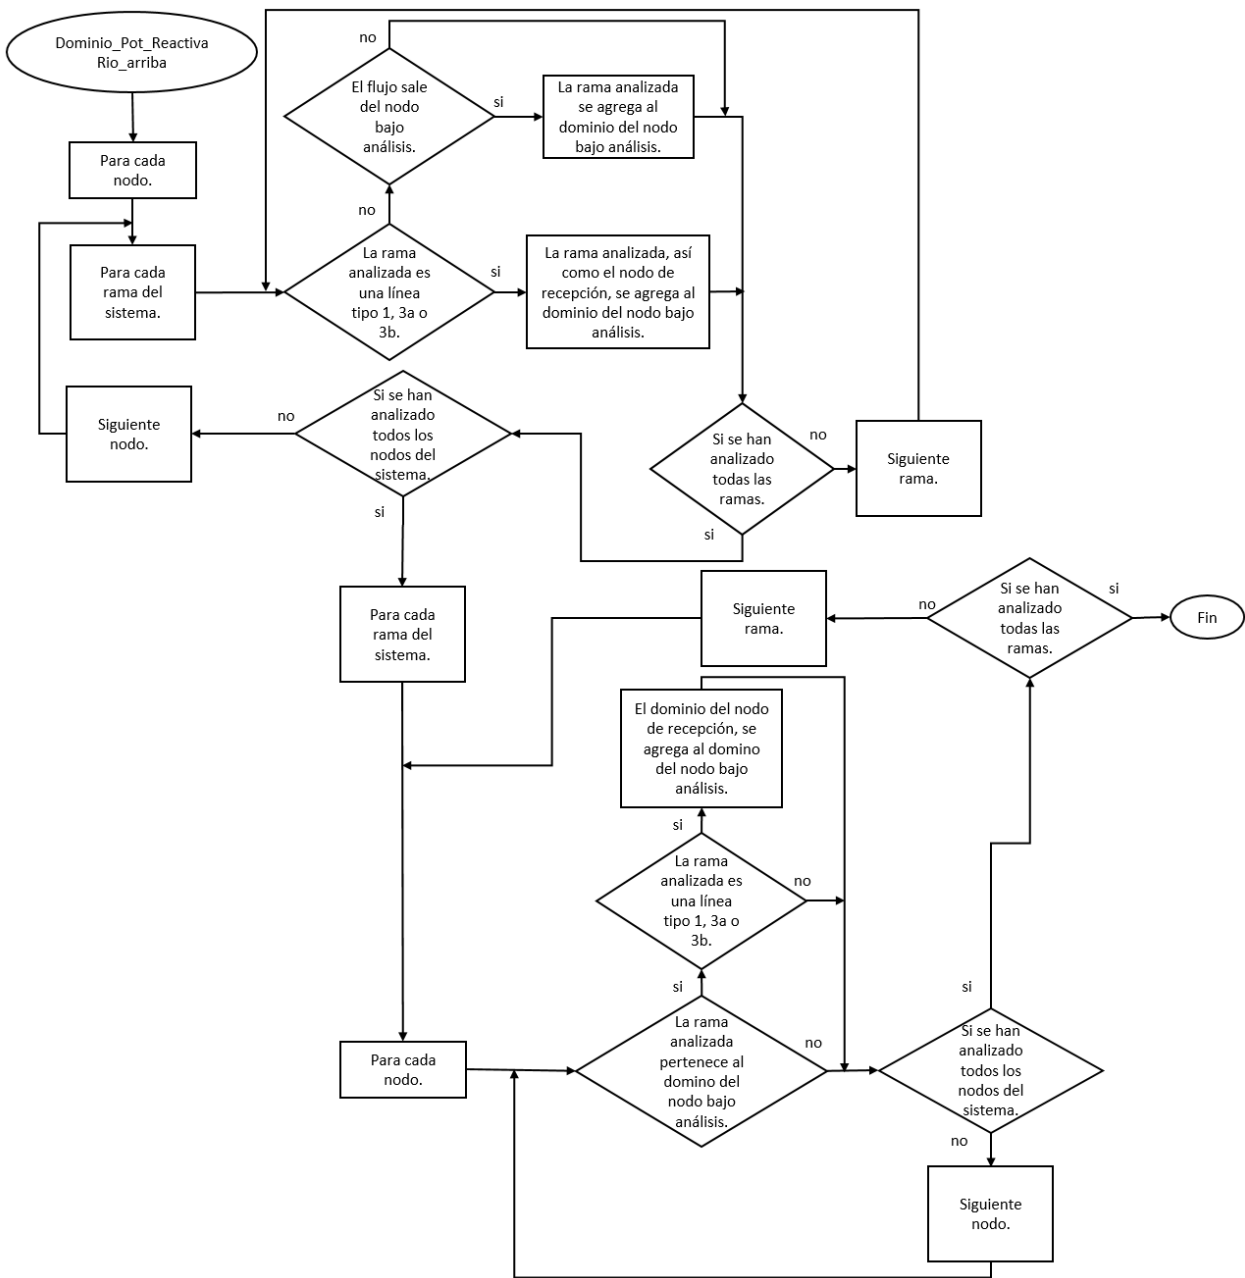 Dominio_Pot_Reactiva
Rio_arriba
Para cada
nodo.
Para cada
rama del
sistema.
no
El flujo sale
del nodo
bajo
análisis.
si
La rama analizada
se agrega al
dominio del nodo
bajo análisis.
no
La rama
analizada es
una línea
tipo 1, 3a o
3b.
si
La rama analizada, así
como el nodo de
recepción, se agrega al
dominio del nodo bajo
análisis.
Si se han
analizado
todas las
ramas.
no
Siguiente
rama.
si
Si se han
analizado
todos los
nodos del
sistema.
no
Siguiente
nodo.
si
Para cada
rama del
sistema.
Para cada
nodo.
La rama
analizada
pertenece al
domino del
nodo bajo
análisis.
si
no
La rama
analizada es
una línea
tipo 1, 3a o
3b.
si
no
El dominio del nodo
de recepción, se
agrega al domino
del nodo bajo
análisis.
Si se han
analizado
todos los
nodos del
sistema.
no
Siguiente
nodo.
si
Si se han
analizado
todas las
ramas.
no
Siguiente
rama.
si
Fin